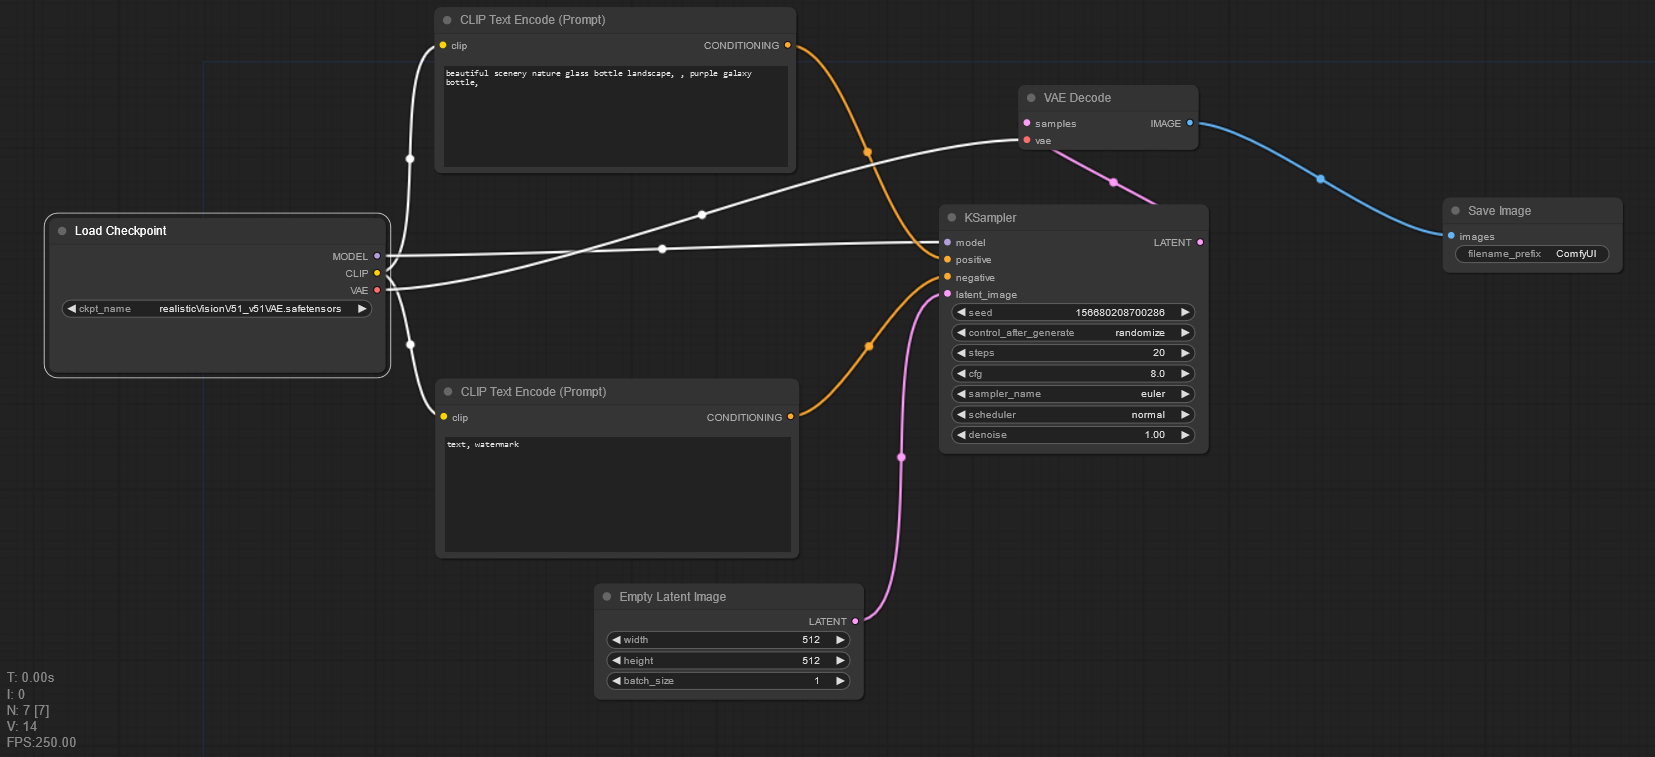 CLIP Text Encode (Prompt)
clip
CONDITIONING
beautiful scenery nature glass bottle landscape, , purple galaxy
bottle,
VAE Decode
samples
IMAGE
vae
Load Checkpoint
MODEL
CLIP
VAE
ckpt_name realisticVisionV51_v51VAE.safetensors
KSampler
model
LATENT
positive
negative
latent_image
seed 156680208700286
control_after_generate randomize
steps 20
cfg 8.0
sampler_name euler
scheduler normal
denoise 1.00
Save Image
images
filename_prefix ComfyUI
CLIP Text Encode (Prompt)
clip
CONDITIONING
text, watermark
Empty Latent Image
LATENT
width 512
height 512
batch_size 1
T: 0.00s
I: 0
N: 7 [7]
V: 14
FPS:250.00